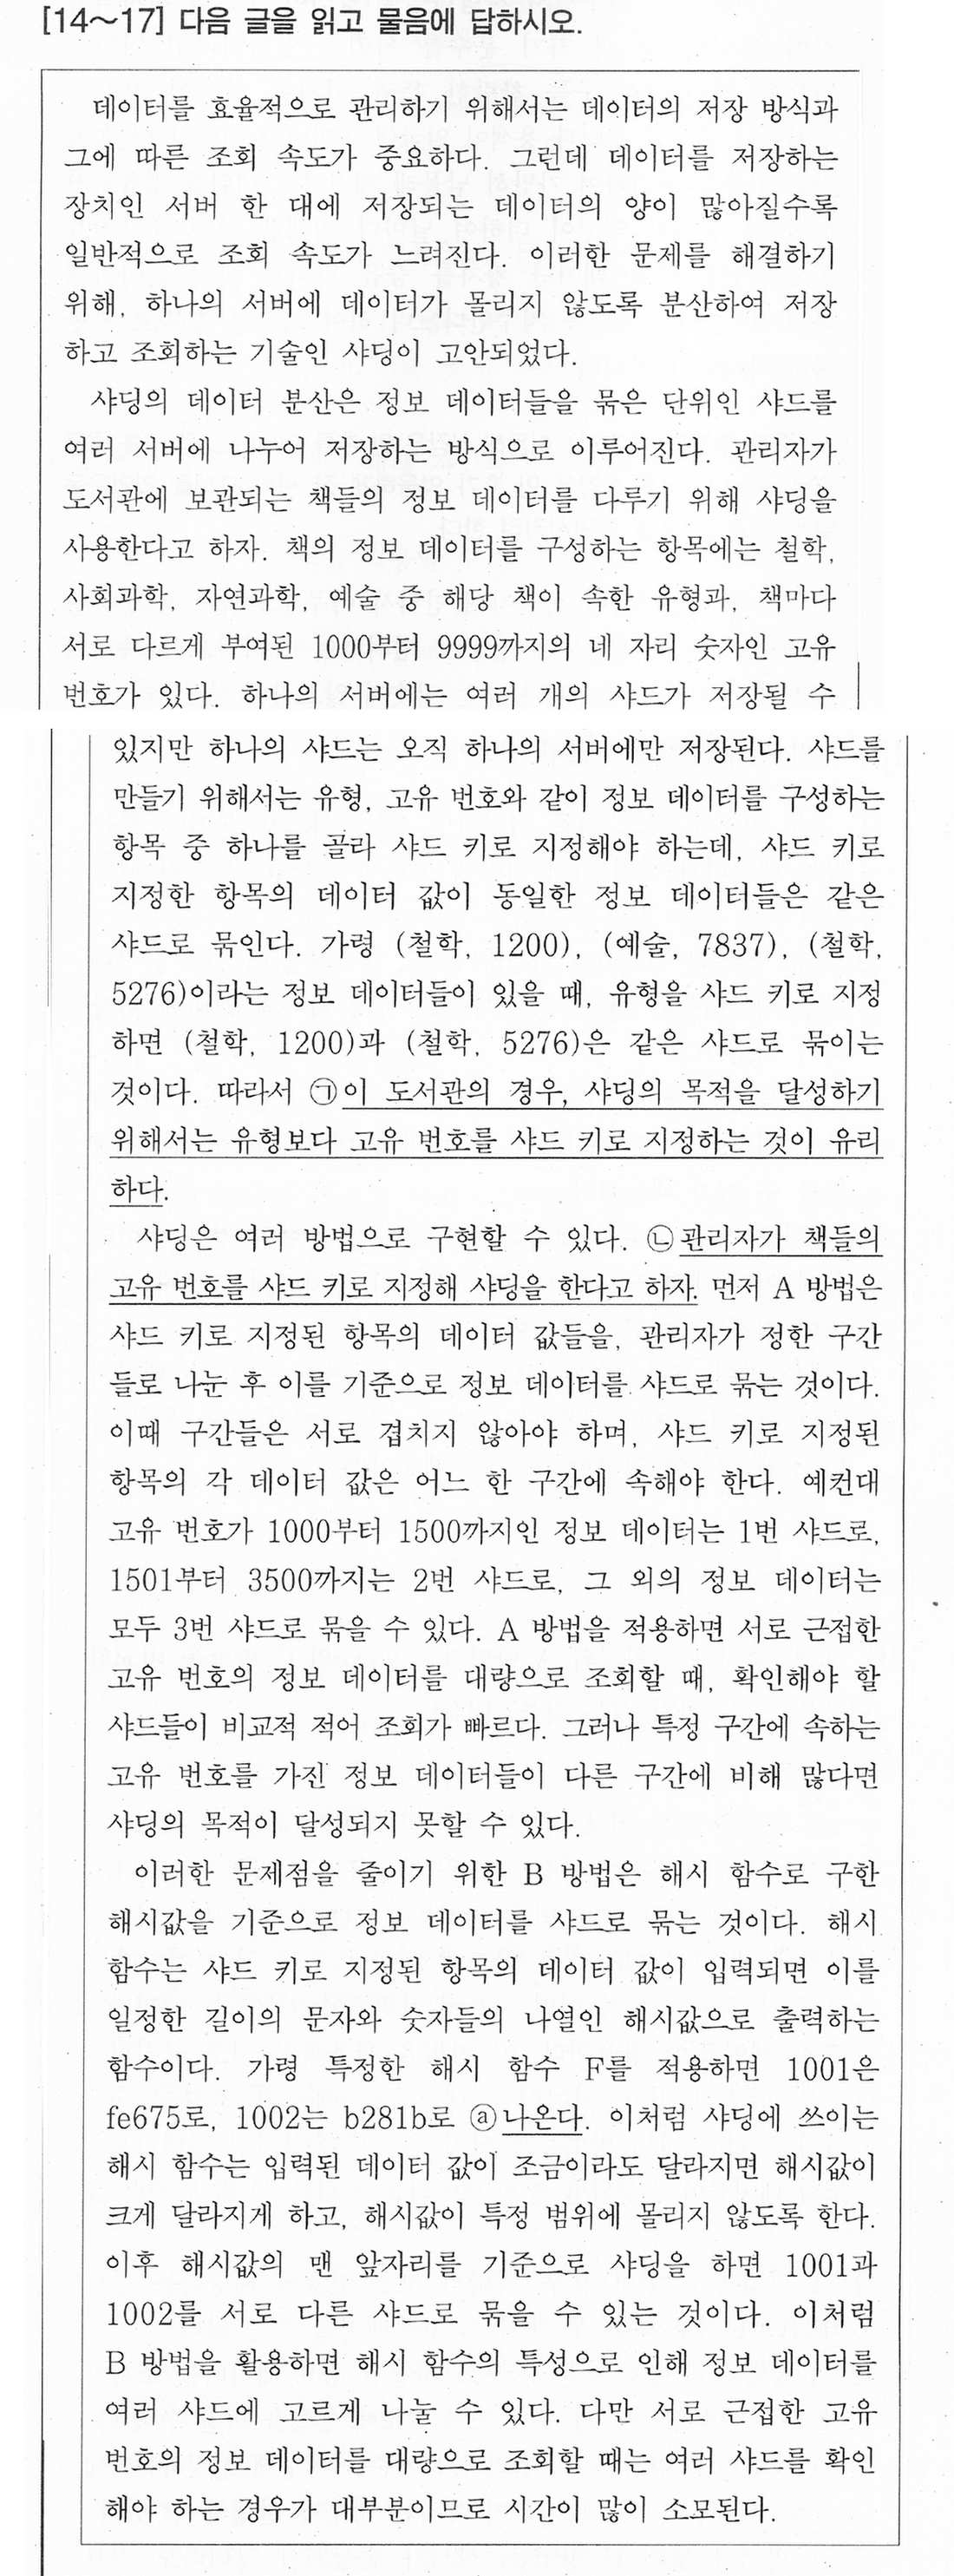 [14~17] 다음 글을 읽고 물음에 답하시오.
데이터를 효율적으로 관리하기 위해서는 데이터의 저장 방식과
그에 따른 조회 속도가 중요하다. 그런데 데이터를 저장하는
장치인 서버 한 대에 저장되는 데이터의 양이 많아질수록
일반적으로 조회 속도가 느려진다. 이러한 문제를 해결하기
위해, 하나의 서버에 데이터가 몰리지 않도록 분산하여 저장
하고 조회하는 기술인 샤딩이 고안되었다.
샤딩의 데이터 분산은 정보 데이터들을 묶은 단위인 샤드를
여러 서버에 나누어 저장하는 방식으로 이루어진다. 관리자가
도서관에 보관되는 책들의 정보 데이터를 다루기 위해 샤딩을
사용한다고 하자. 책의 정보 데이터를 구성하는 항목에는 철학,
사회과학, 자연과학, 예술 중 해당 책이 속한 유형과, 책마다
서로 다르게 부여된 1000부터 9999까지의 네 자리 숫자인 고유
번호가 있다. 하나의 서버에는 여러 개의 샤드가 저장될 수
있지만 하나의 샤드는 오직 하나의 서버에만 저장된다. 샤드를
만들기 위해서는 유형, 고유 번호와 같이 정보 데이터를 구성하는
항목 중 하나를 골라 샤드 키로 지정해야 하는데, 샤드 키로
지정한 항목의 데이터 값이 동일한 정보 데이터들은 같은
샤드로 묶인다. 가령 (철학, 1200), (예술, 7837), (철학,
5276)이라는 정보 데이터들이 있을 때, 유형을 샤드 키로 지정
하면 (철학, 1200)과 (철학, 5276)은 같은 샤드로 묶이는
것이다. 따라서 ㉠이 도서관의 경우, 샤딩의 목적을 달성하기
위해서는 유형보다 고유 번호를 샤드 키로 지정하는 것이 유리
하다.
샤딩은 여러 방법으로 구현할 수 있다. ㉡관리자가 책들의
고유 번호를 샤드 키로 지정해 샤딩을 한다고 하자. 먼저 A 방법은
샤드 키로 지정된 항목의 데이터 값들을, 관리자가 정한 구간
들로 나눈 후 이를 기준으로 정보 데이터를 샤드로 묶는 것이다.
이때 구간들은 서로 겹치지 않아야 하며, 샤드 키로 지정된
항목의 각 데이터 값은 어느 한 구간에 속해야 한다. 예컨대
고유 번호가 1000부터 1500까지인 정보 데이터는 1번 샤드로,
1501부터 3500까지는 2번 샤드로, 그 외의 정보 데이터는
모두 3번 샤드로 묶을 수 있다. A 방법을 적용하면 서로 근접한
고유 번호의 정보 데이터를 대량으로 조회할 때, 확인해야 할
샤드들이 비교적 적어 조회가 빠르다. 그러나 특정 구간에 속하는
고유 번호를 가진 정보 데이터들이 다른 구간에 비해 많다면
샤딩의 목적이 달성되지 못할 수 있다.
이러한 문제점을 줄이기 위한 B 방법은 해시 함수로 구한
해시값을 기준으로 정보 데이터를 샤드로 묶는 것이다. 해시
함수는 샤드 키로 지정된 항목의 데이터 값이 입력되면 이를
일정한 길이의 문자와 숫자들의 나열인 해시값으로 출력하는
함수이다. 가령 특정한 해시 함수 F를 적용하면 1001은
fe675로, 1002는 b281b로 ⓐ나온다. 이처럼 샤딩에 쓰이는
해시 함수는 입력된 데이터 값이 조금이라도 달라지면 해시값이
크게 달라지게 하고, 해시값이 특정 범위에 몰리지 않도록 한다.
이후 해시값의 맨 앞자리를 기준으로 샤딩을 하면 1001과
1002를 서로 다른 샤드로 묶을 수 있는 것이다. 이처럼
B 방법을 활용하면 해시 함수의 특성으로 인해 정보 데이터를
여러 샤드에 고르게 나눌 수 있다. 다만 서로 근접한 고유
번호의 정보 데이터를 대량으로 조회할 때는 여러 샤드를 확인
해야 하는 경우가 대부분이므로 시간이 많이 소모된다.